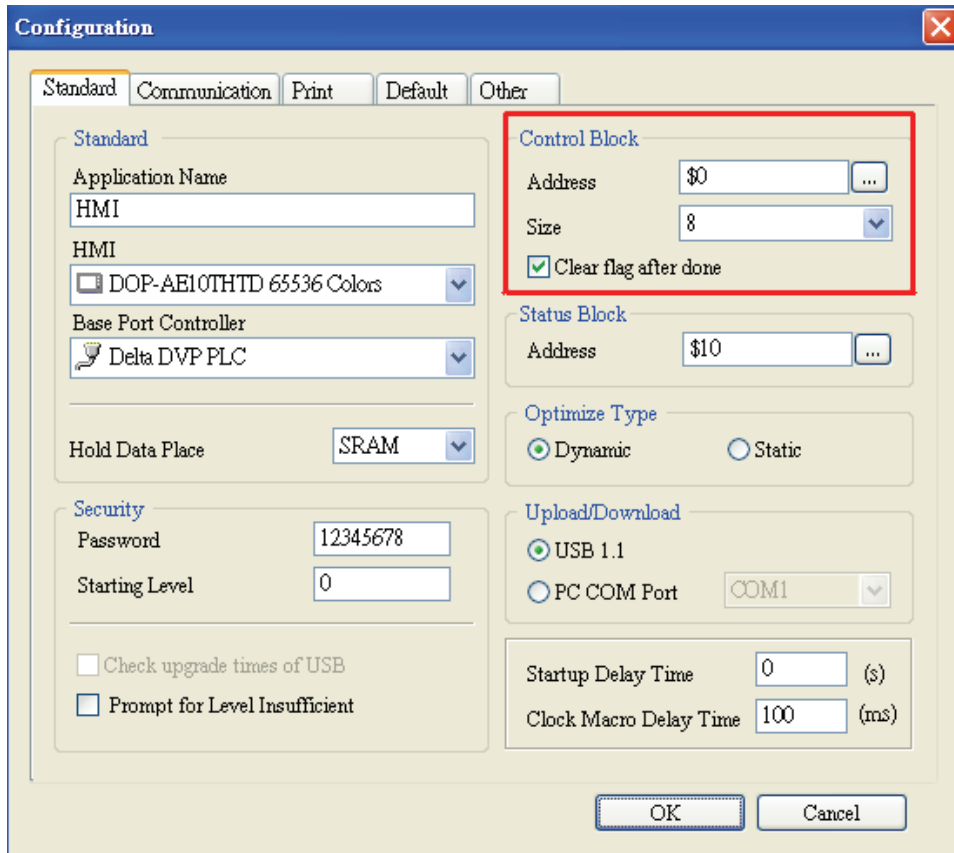 Configuration
Standard Communication Print Default Other
Standard
Application Name
HMI
HMI
DOP-AE10THTD 65536 Colors
Base Port Controller
Delta DVP PLC
Hold Data Place SRAM
Security
Password 12345678
Starting Level 0
Check upgrade times of USB
Prompt for Level Insufficient
Control Block
Address $0 ...
Size 8
Clear flag after done
Status Block
Address $10 ...
Optimize Type
Dynamic Static
Upload/Download
USB 1.1
PC COM Port COM1
Startup Delay Time 0 (s)
Clock Macro Delay Time 100 (ms)
OK Cancel